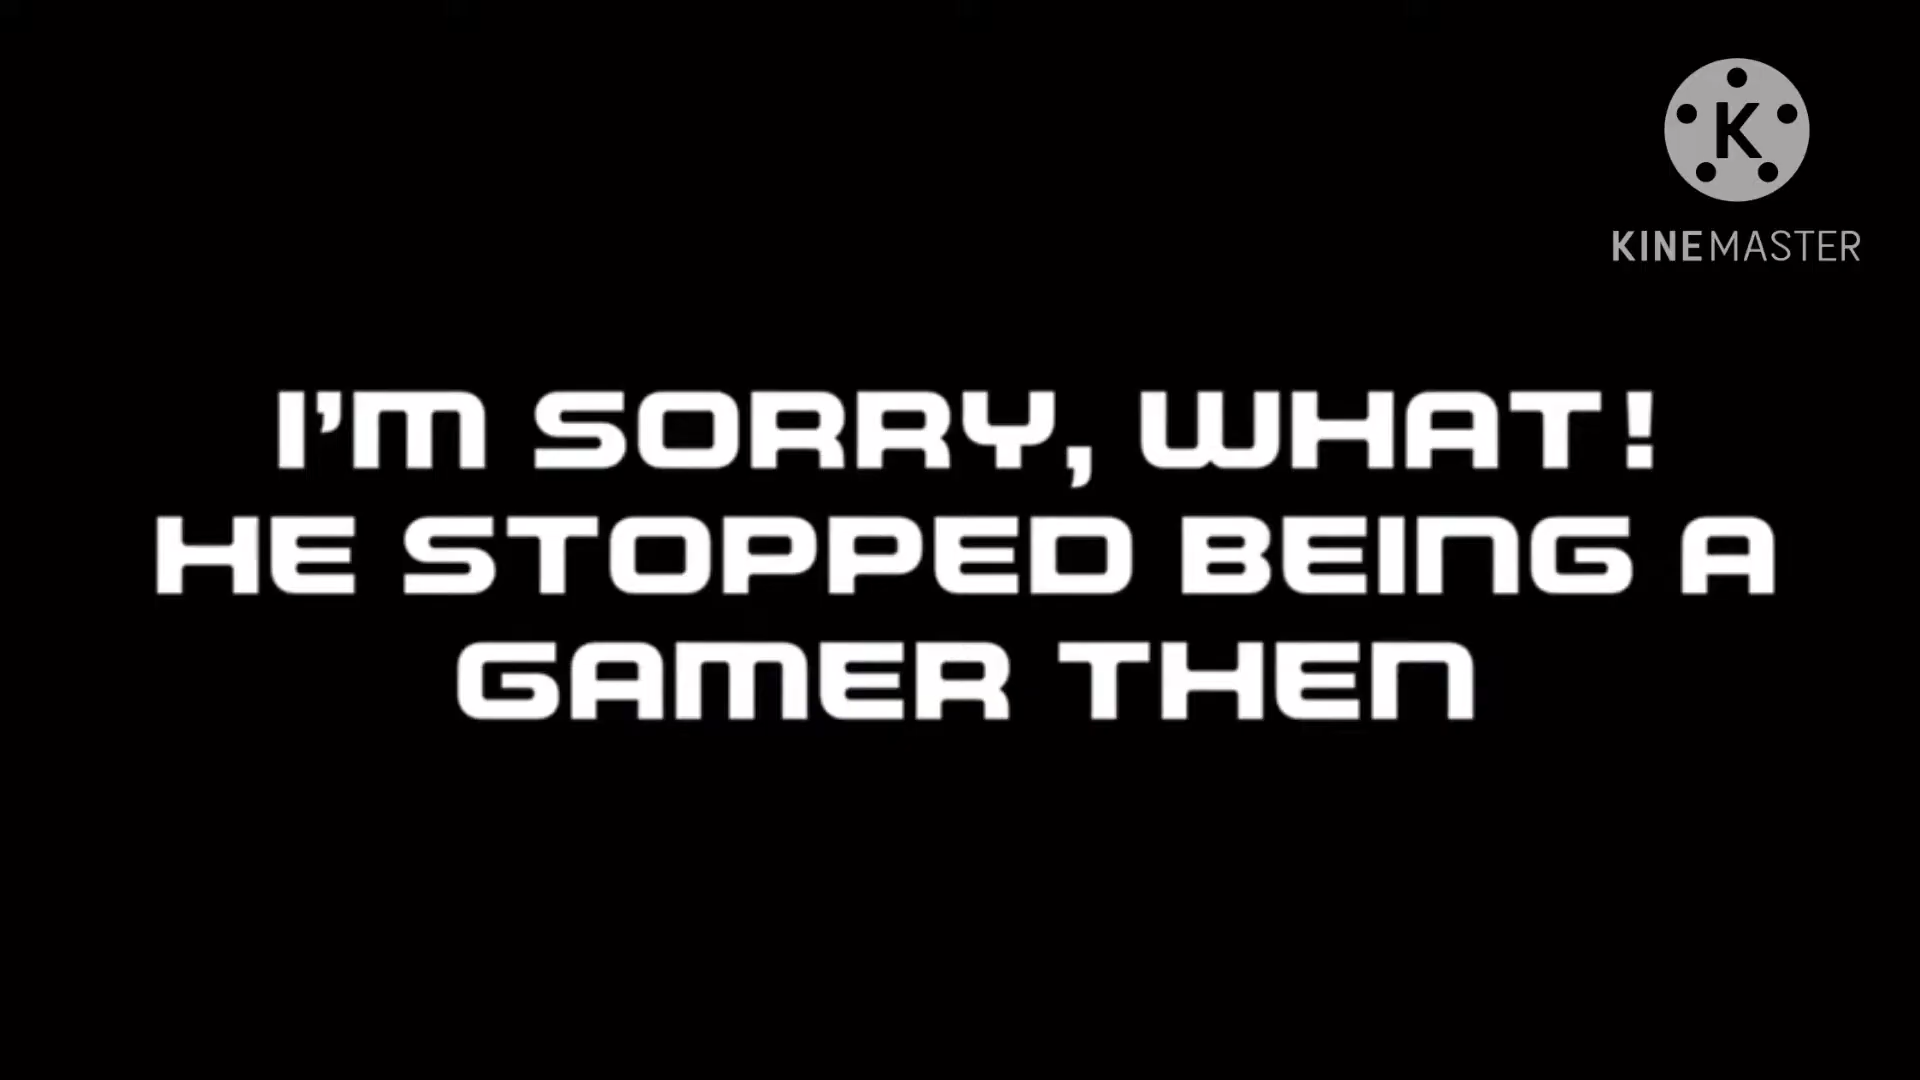 K
KINEMASTER
I'M SORRY, WHAT!
HE STOPPED BEING A
GAMER THEN